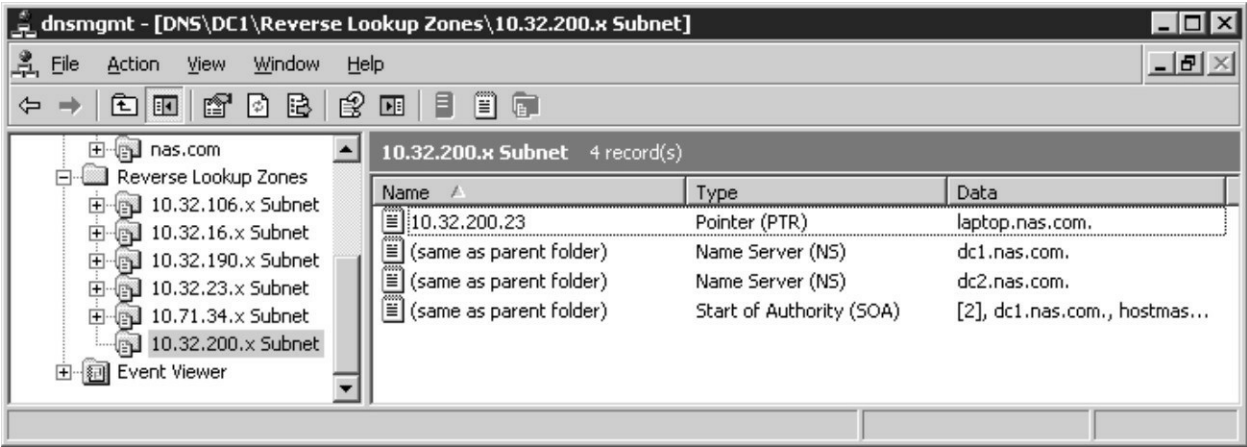 dnsmgmt - [DNS\DC1\Reverse Lookup Zones\10.32.200.x Subnet]
File Action View Window Help
nas.com
Reverse Lookup Zones
10.32.106.x Subnet
10.32.16.x Subnet
10.32.190.x Subnet
10.32.23.x Subnet
10.71.34.x Subnet
10.32.200.x Subnet
Event Viewer
10.32.200.x Subnet 4 record(s)
Name Type Data
10.32.200.23 Pointer (PTR) laptop.nas.com.
(same as parent folder) Name Server (NS) dc1.nas.com.
(same as parent folder) Name Server (NS) dc2.nas.com.
(same as parent folder) Start of Authority (SOA) [2], dc1.nas.com., hostmas...